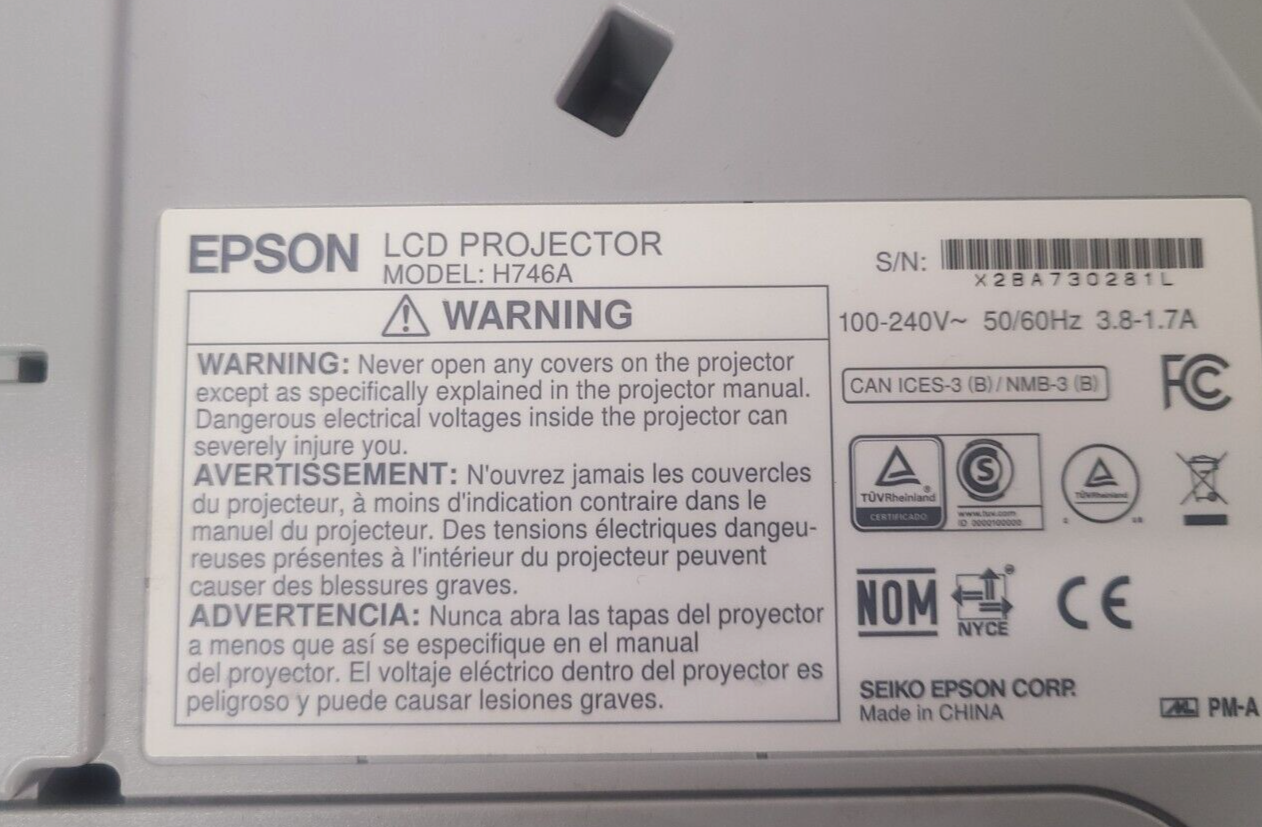 EPSON LCD PROJECTOR
MODEL: H746A
WARNING
WARNING: Never open any covers on the projector
except as specifically explained in the projector manual.
Dangerous electrical voltages inside the projector can
severely injure you.
AVERTISSEMENT: N'ouvrez jamais les couvercles
du projecteur, à moins d'indication contraire dans le
manuel du projecteur. Des tensions électriques dangeu-
reuses présentes à l'intérieur du projecteur peuvent
causer des blessures graves.
ADVERTENCIA: Nunca abra las tapas del proyector
a menos que así se especifique en el manual
del proyector. El voltaje eléctrico dentro del proyector es
peligroso y puede causar lesiones graves.
S/N:
X2BA730281L
100-240V~ 50/60Hz 3.8-1.7A
CAN ICES-3 (B)/NMB-3 (B)
FC
TÜVRheinland
CERTIFICADO
S
www.tuv.com
ID 0000100000
TÜVRheinland
NOM
NYCE
CE
SEIKO EPSON CORP.
Made in CHINA
PM-A